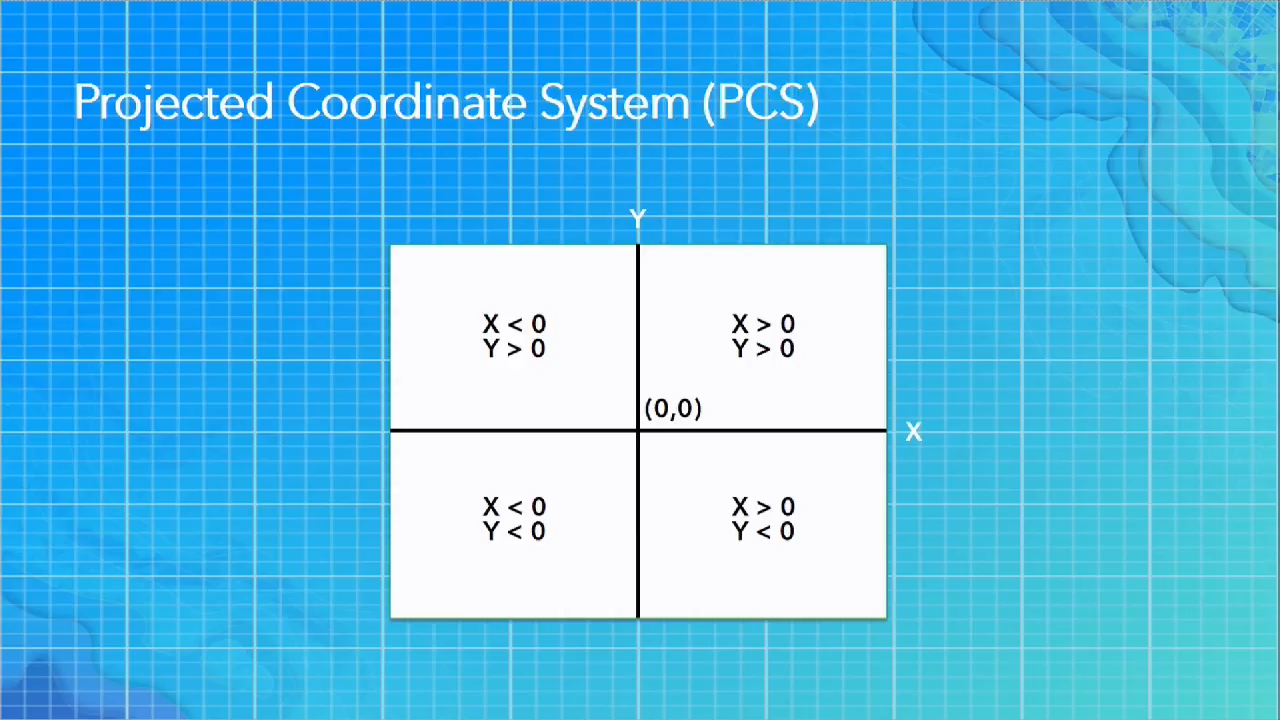 Projected Coordinate System (PCS)
Y
X < 0
Y > 0
X > 0
Y > 0
(0,0)
X
X < 0
Y < 0
X > 0
Y < 0